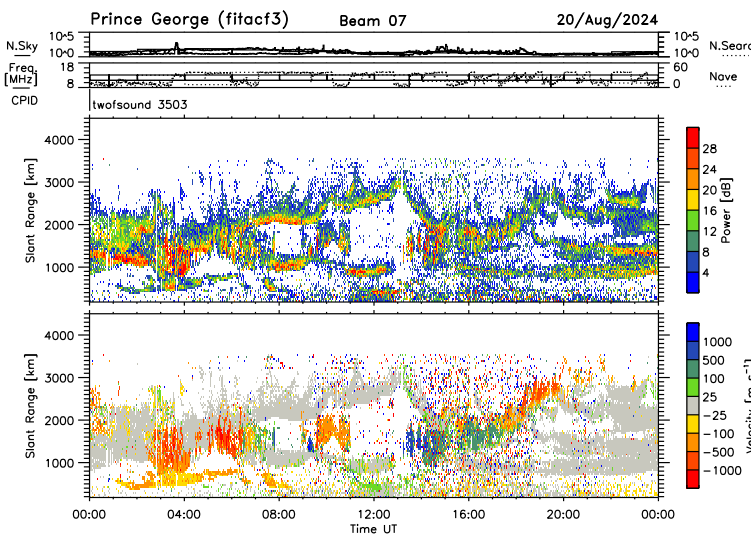 Prince George (fitacf3) Beam 07 20/Aug/2024
N.Sky 10^5 10^0 10^5 10^0 N.Searc
Freq. [MHz] 18 8 60 0 Nave
CPID twofsound 3503
Slant Range [km] 4000 3000 2000 1000
28 24 20 16 12 8 4 Power [dB]
Slant Range [km] 4000 3000 2000 1000
1000 500 100 25 −25 −100 −500 −1000 Velocity [m s⁻¹]
00:00 04:00 08:00 12:00 16:00 20:00 00:00
Time UT